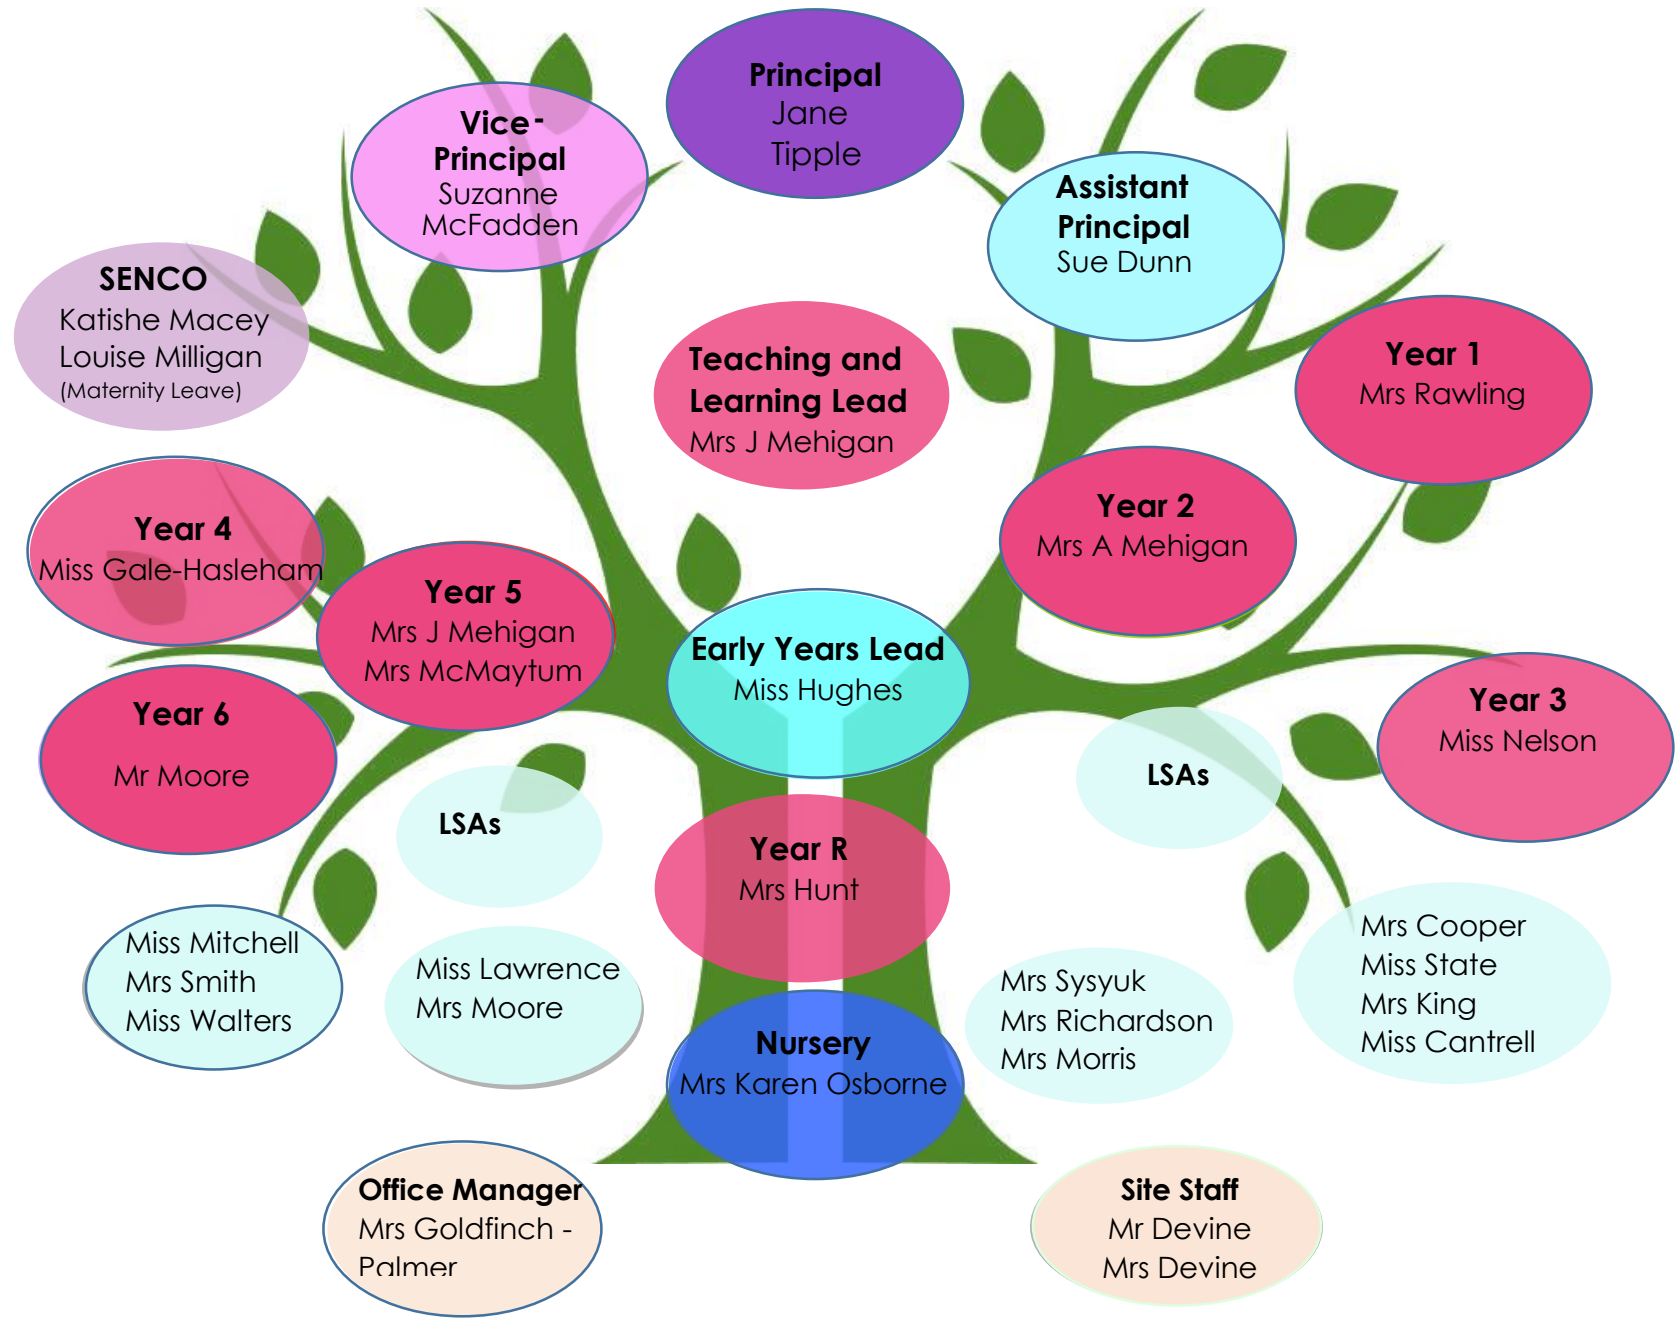 Principal
Jane
Tipple
Vice-
Principal
Suzanne
McFadden
Assistant
Principal
Sue Dunn
SENCO
Katishe Macey
Louise Milligan
(Maternity Leave)
Teaching and
Learning Lead
Mrs J Mehigan
Year 1
Mrs Rawling
Year 4
Miss Gale-Hasleham
Year 5
Mrs J Mehigan
Mrs McMaytum
Year 2
Mrs A Mehigan
Early Years Lead
Miss Hughes
Year 6
Mr Moore
Year 3
Miss Nelson
LSAs
LSAs
Year R
Mrs Hunt
Miss Mitchell
Mrs Smith
Miss Walters
Miss Lawrence
Mrs Moore
Mrs Sysyuk
Mrs Richardson
Mrs Morris
Mrs Cooper
Miss State
Mrs King
Miss Cantrell
Nursery
Mrs Karen Osborne
Office Manager
Mrs Goldfinch -
Palmer
Site Staff
Mr Devine
Mrs Devine